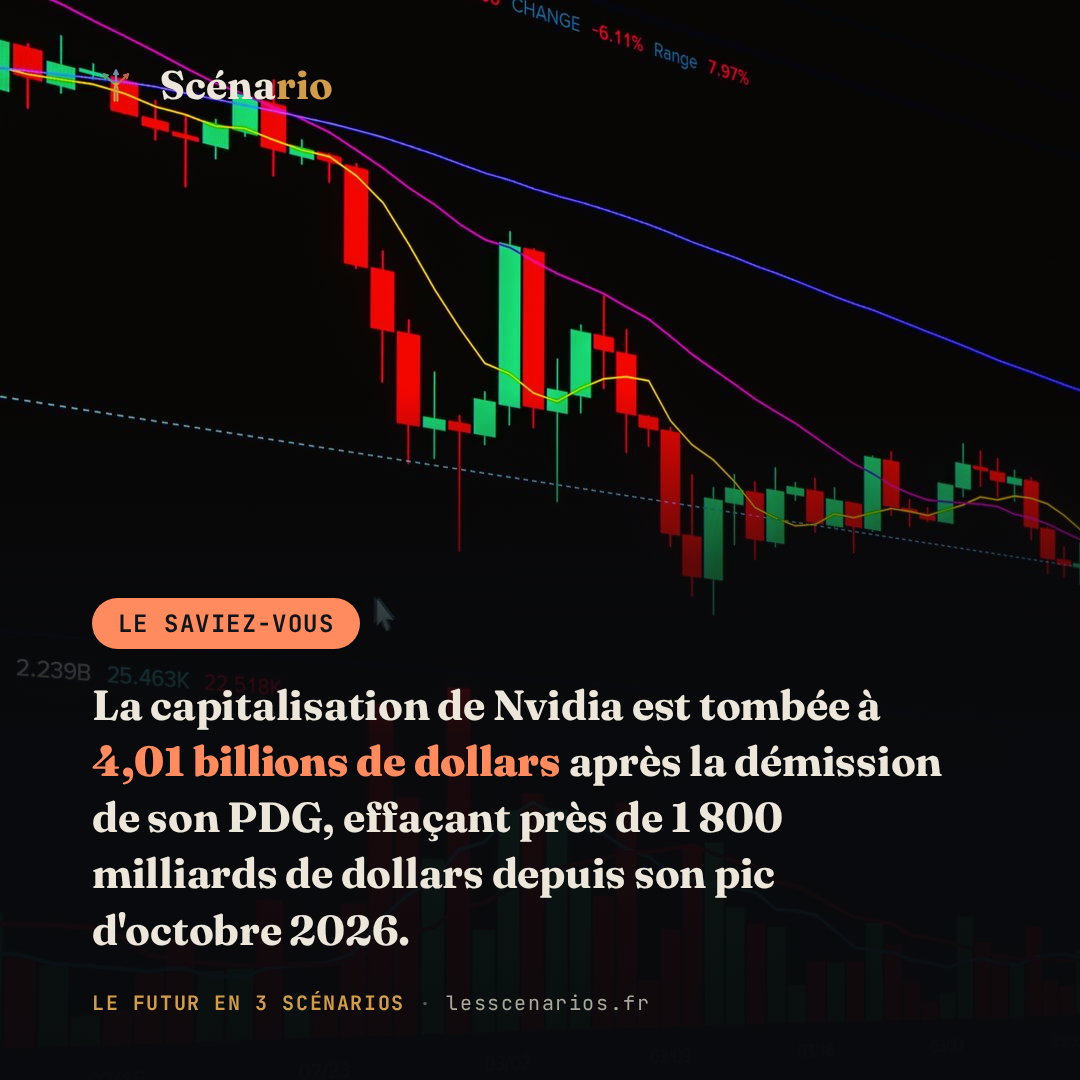 CHANGE -6.11% Range 7.97%
Scénario
LE SAVIEZ-VOUS
2.239B 25.463K 22.518K
La capitalisation de Nvidia est tombée à
4,01 billions de dollars après la démission
de son PDG, effaçant près de 1 800
milliards de dollars depuis son pic
d'octobre 2026.
LE FUTUR EN 3 SCÉNARIOS · lesscenarios.fr